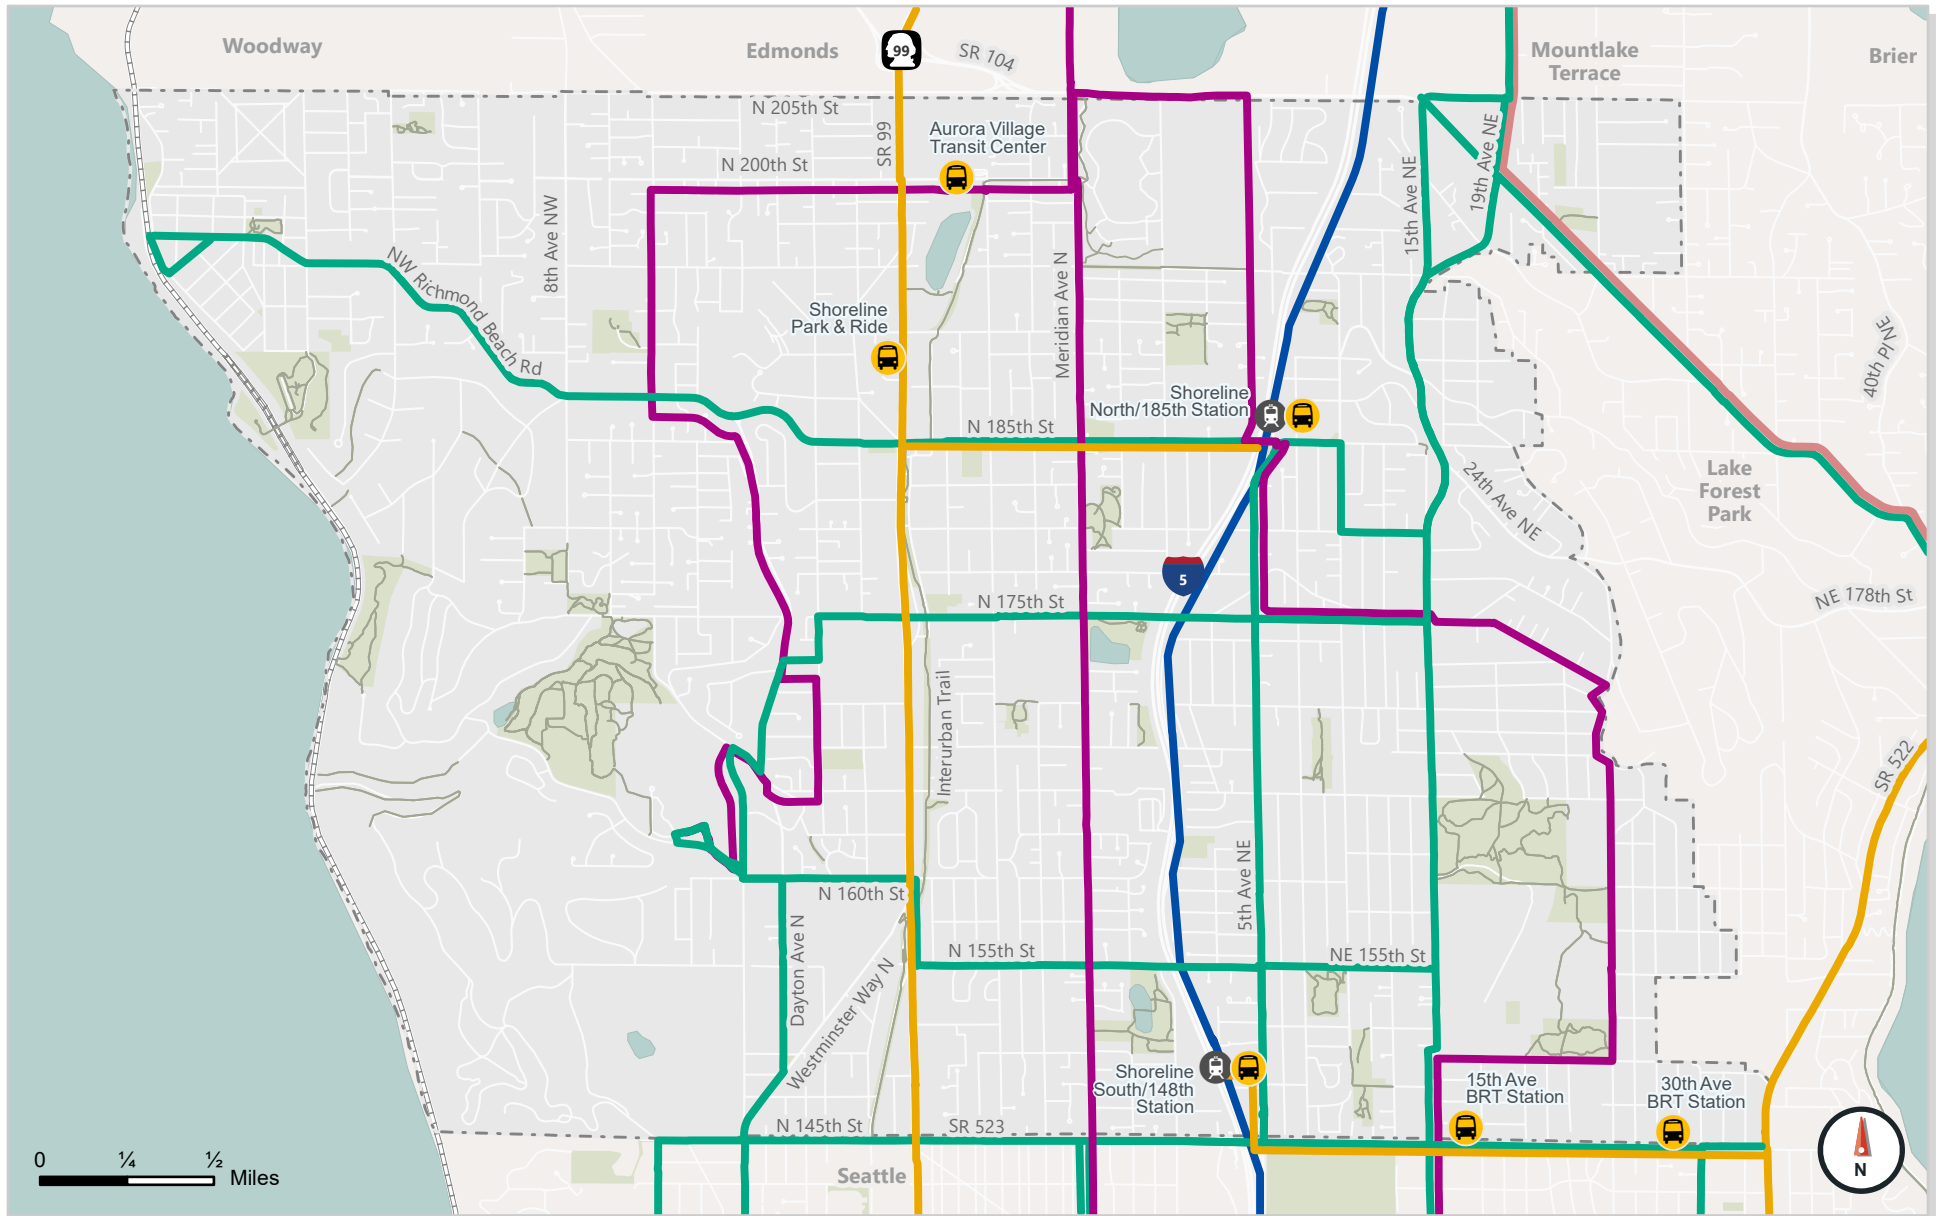 Woodway
Edmonds
99
SR 104
Mountlake
Terrace
Brier
N 205th St
SR 99
Aurora Village
Transit Center
N 200th St
15th Ave NE
19th Ave NE
8th Ave NW
NW Richmond Beach Rd
Meridian Ave N
Shoreline
Park & Ride
40th Pl NE
Shoreline
North/185th Station
N 185th St
24th Ave NE
Lake
Forest
Park
5
N 175th St
NE 178th St
Interurban Trail
SR 522
5th Ave NE
N 160th St
Dayton Ave N
N 155th St
NE 155th St
Westminster Way N
Shoreline
South/148th
Station
15th Ave
BRT Station
30th Ave
BRT Station
N 145th St
SR 523
Seattle
0 ¼ ½
Miles
N